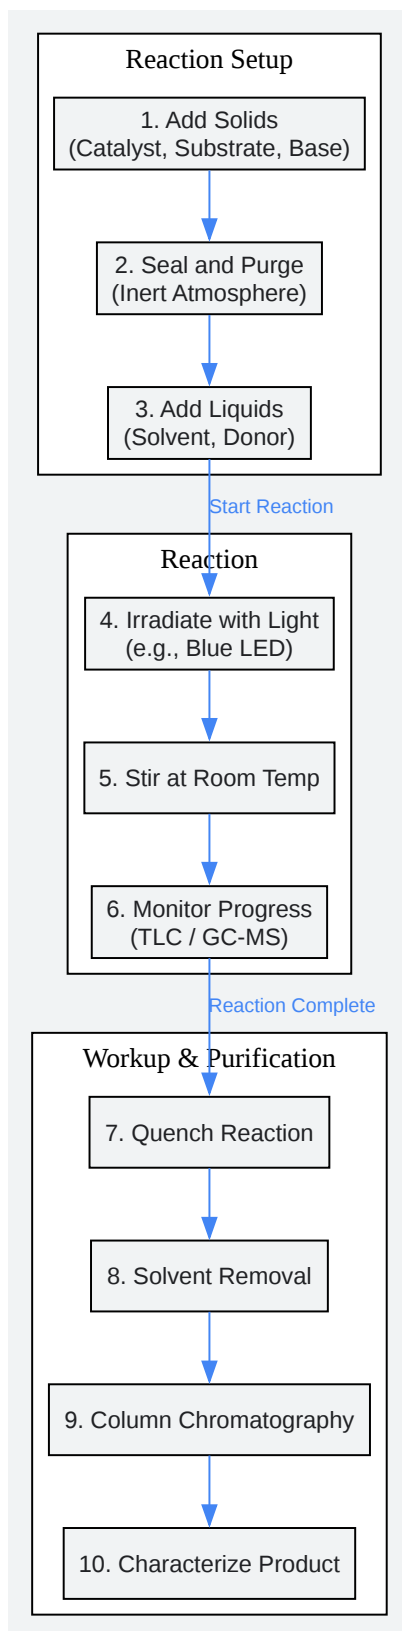 Reaction Setup
1. Add Solids
(Catalyst, Substrate, Base)
2. Seal and Purge
(Inert Atmosphere)
3. Add Liquids
(Solvent, Donor)
Start Reaction
Reaction
4. Irradiate with Light
(e.g., Blue LED)
5. Stir at Room Temp
6. Monitor Progress
(TLC / GC-MS)
Reaction Complete
Workup & Purification
7. Quench Reaction
8. Solvent Removal
9. Column Chromatography
10. Characterize Product